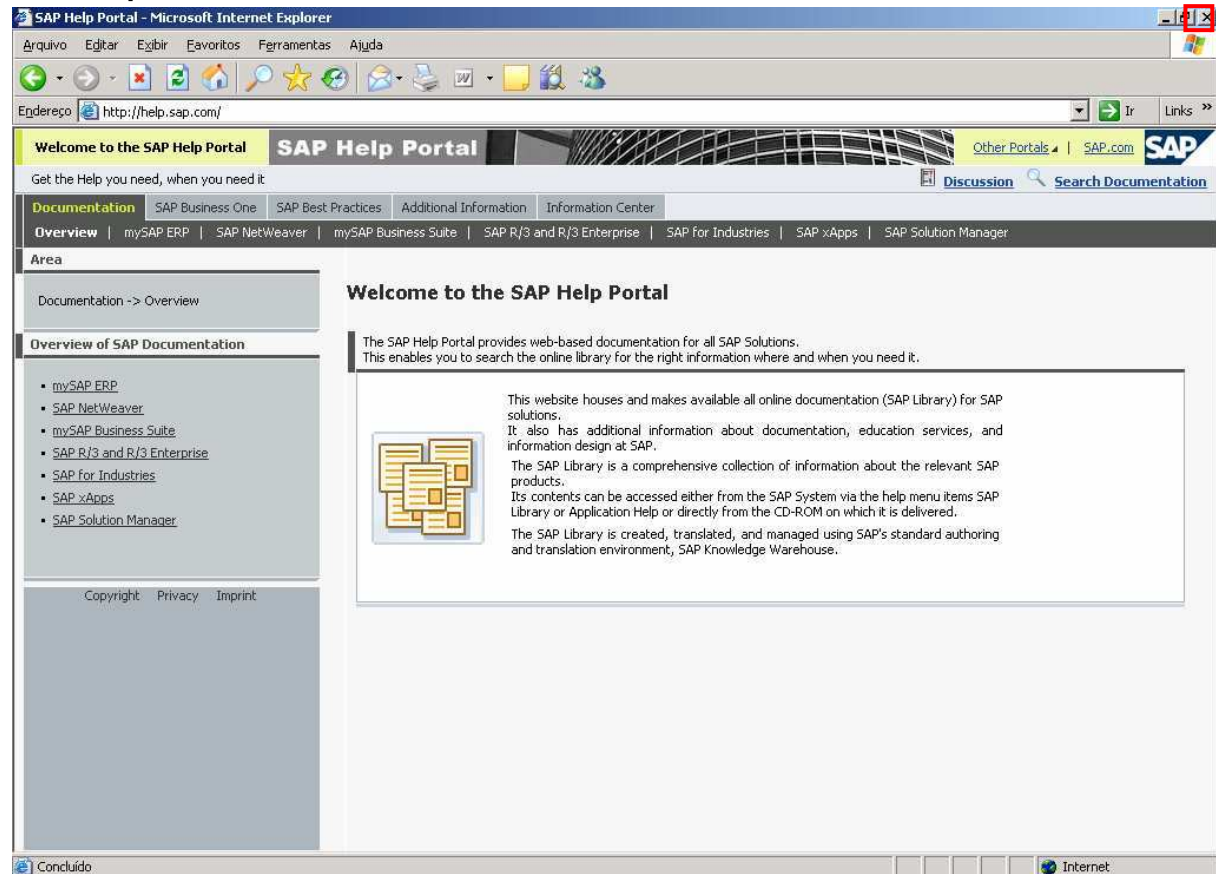 SAP Help Portal - Microsoft Internet Explorer
Arquivo Editar Exibir Favoritos Ferramentas Ajuda
Endereço http://help.sap.com/ Ir Links »
Welcome to the SAP Help Portal SAP Help Portal Other Portals | SAP.com SAP
Get the Help you need, when you need it Discussion Search Documentation
Documentation SAP Business One SAP Best Practices Additional Information Information Center
Overview | mySAP ERP | SAP NetWeaver | mySAP Business Suite | SAP R/3 and R/3 Enterprise | SAP for Industries | SAP xApps | SAP Solution Manager
Area
Documentation -> Overview
Overview of SAP Documentation
▪ mySAP ERP
▪ SAP NetWeaver
▪ mySAP Business Suite
▪ SAP R/3 and R/3 Enterprise
▪ SAP for Industries
▪ SAP xApps
▪ SAP Solution Manager
Copyright Privacy Imprint
Welcome to the SAP Help Portal
The SAP Help Portal provides web-based documentation for all SAP Solutions.
This enables you to search the online library for the right information where and when you need it.
This website houses and makes available all online documentation (SAP Library) for SAP
solutions.
It also has additional information about documentation, education services, and
information design at SAP.
The SAP Library is a comprehensive collection of information about the relevant SAP
products.
Its contents can be accessed either from the SAP System via the help menu items SAP
Library or Application Help or directly from the CD-ROM on which it is delivered.
The SAP Library is created, translated, and managed using SAP's standard authoring
and translation environment, SAP Knowledge Warehouse.
Concluído Internet